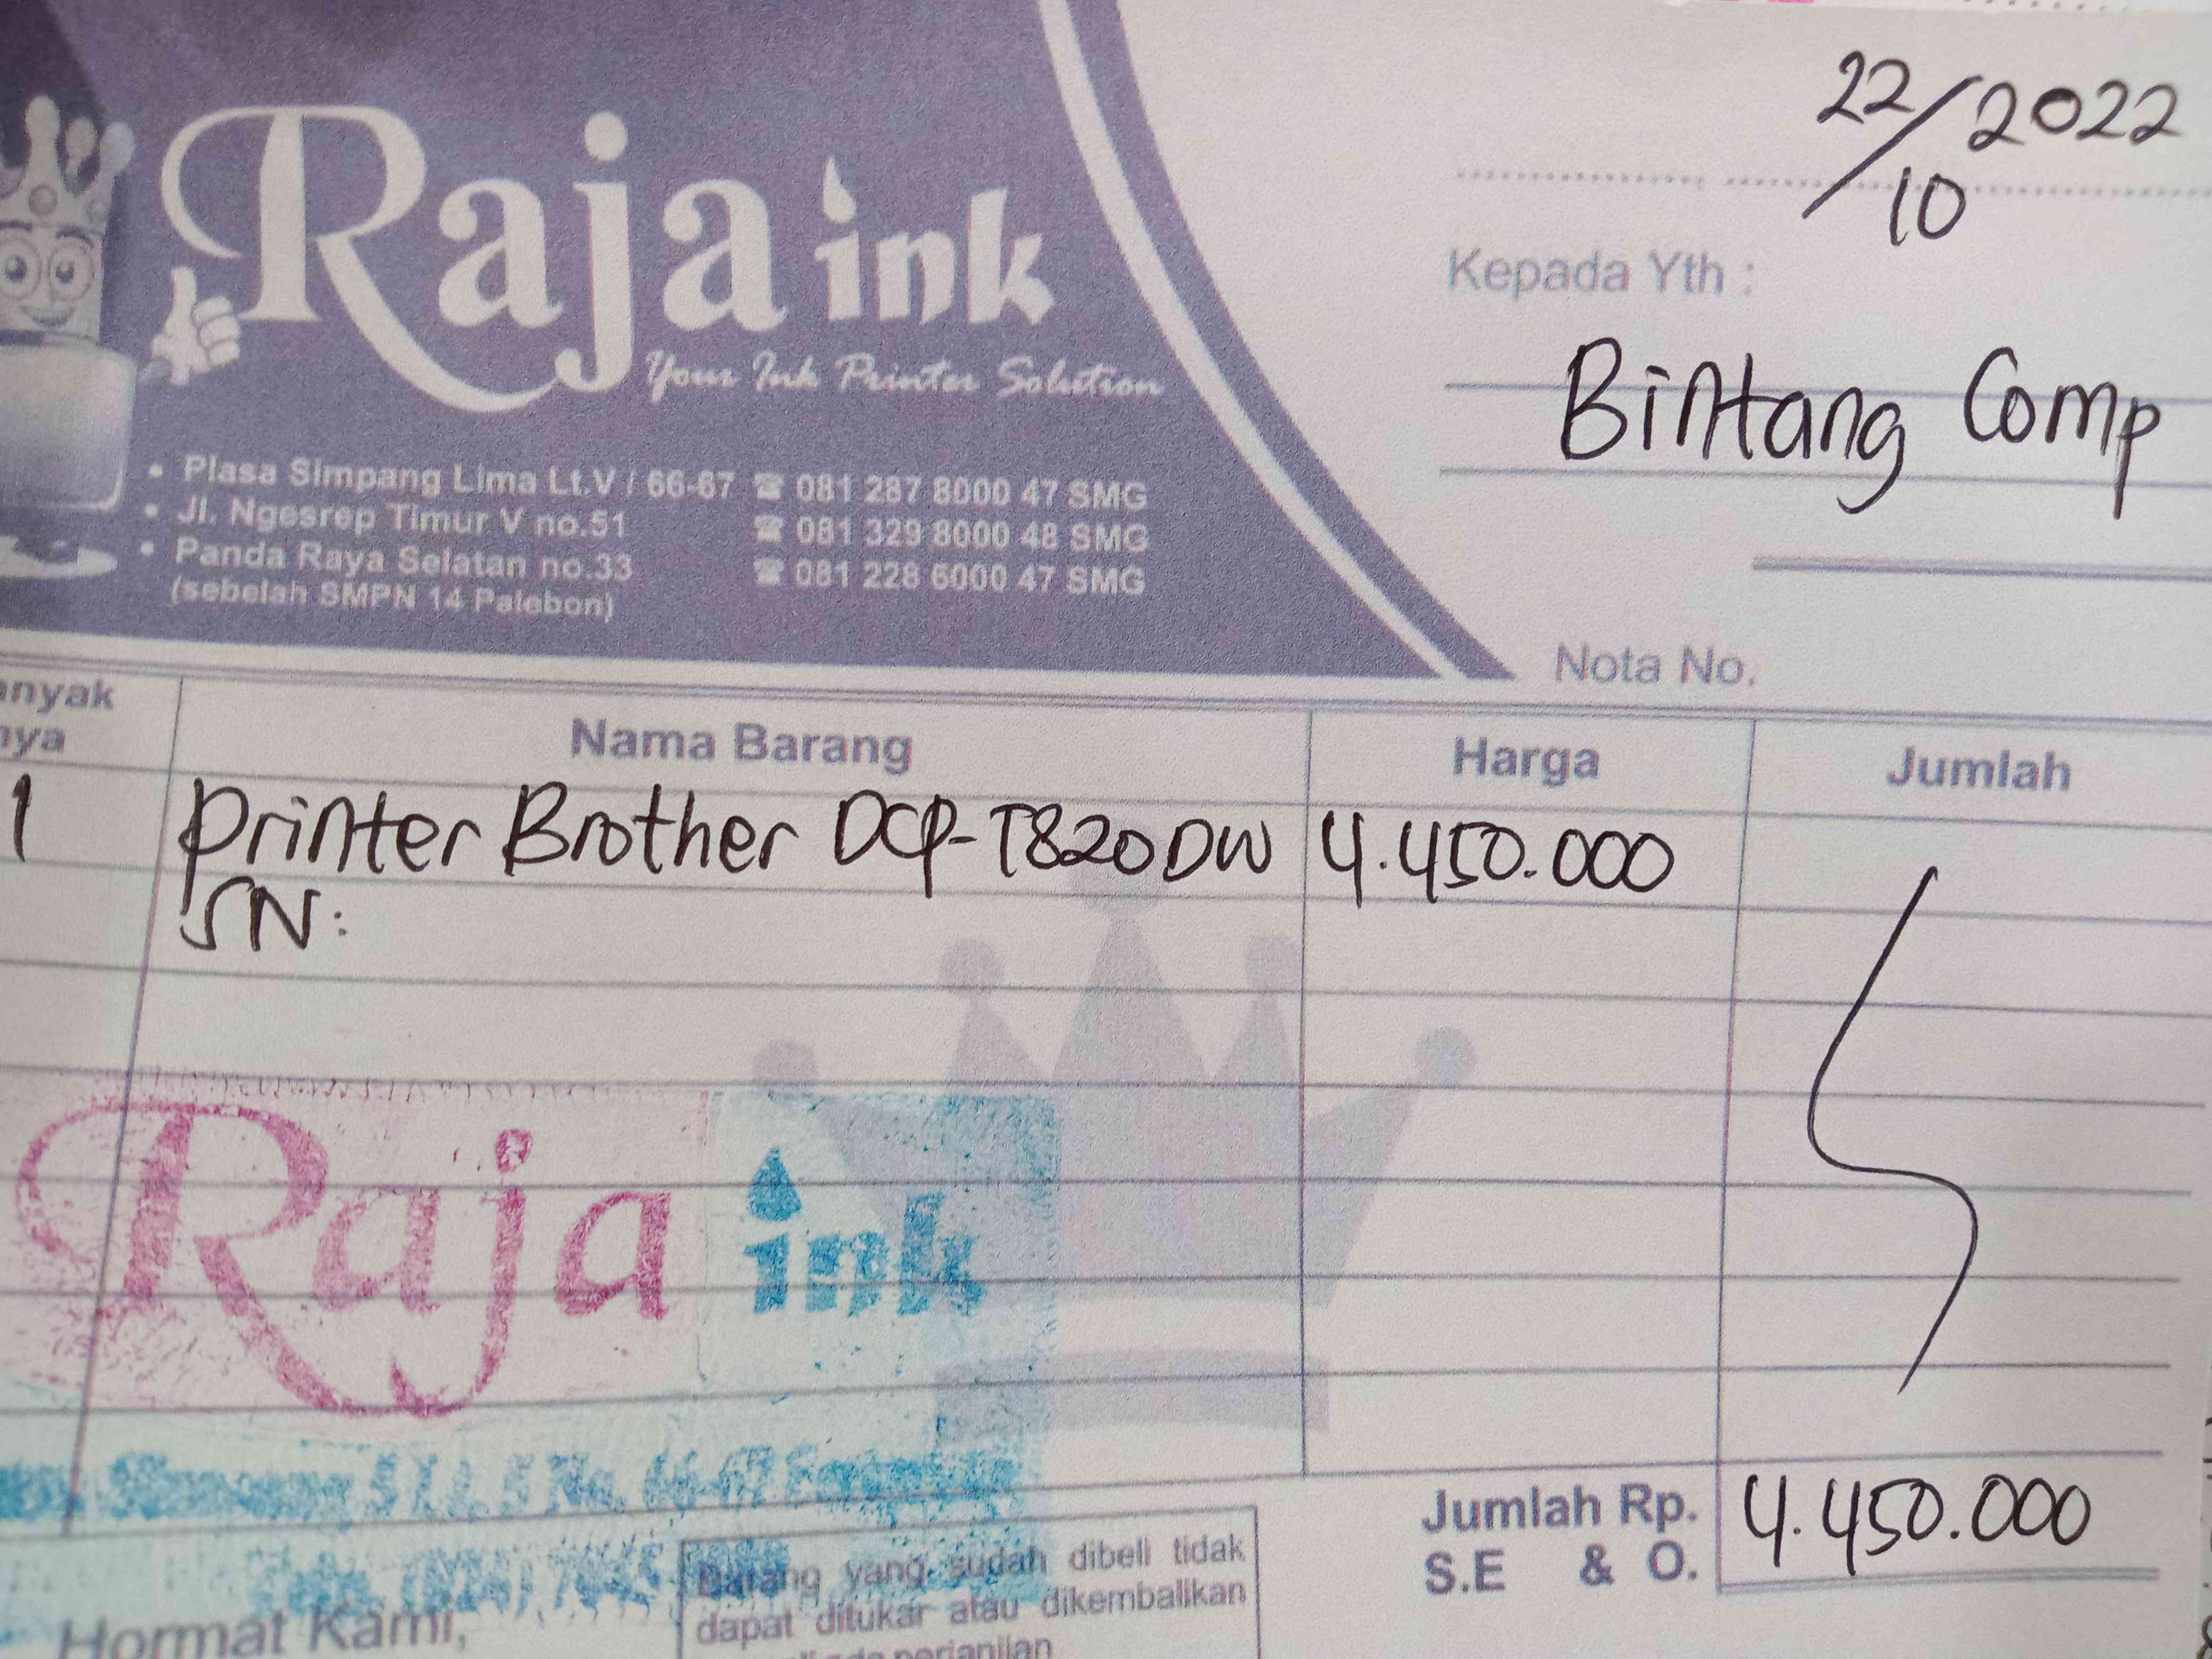 Raja ink
Your Ink Printer Solution
• Plasa Simpang Lima Lt.V / 66-67 ☎ 081 287 8000 47 SMG
• Jl. Ngesrep Timur V no.51 ☎ 081 329 8000 48 SMG
• Panda Raya Selatan no.33 ☎ 081 228 6000 47 SMG
(sebelah SMPN 14 Palebon)
22/10/2022
Kepada Yth :
Bintang Comp
Nota No.
anyak
nya
Nama Barang Harga Jumlah
1 Printer Brother DCP-T820DW 4.450.000
SN:
Raja ink
Jumlah Rp. 4.450.000
S.E & O.
Hormat Kami,
Barang yang sudah dibeli tidak
dapat ditukar atau dikembalikan
perjanjian